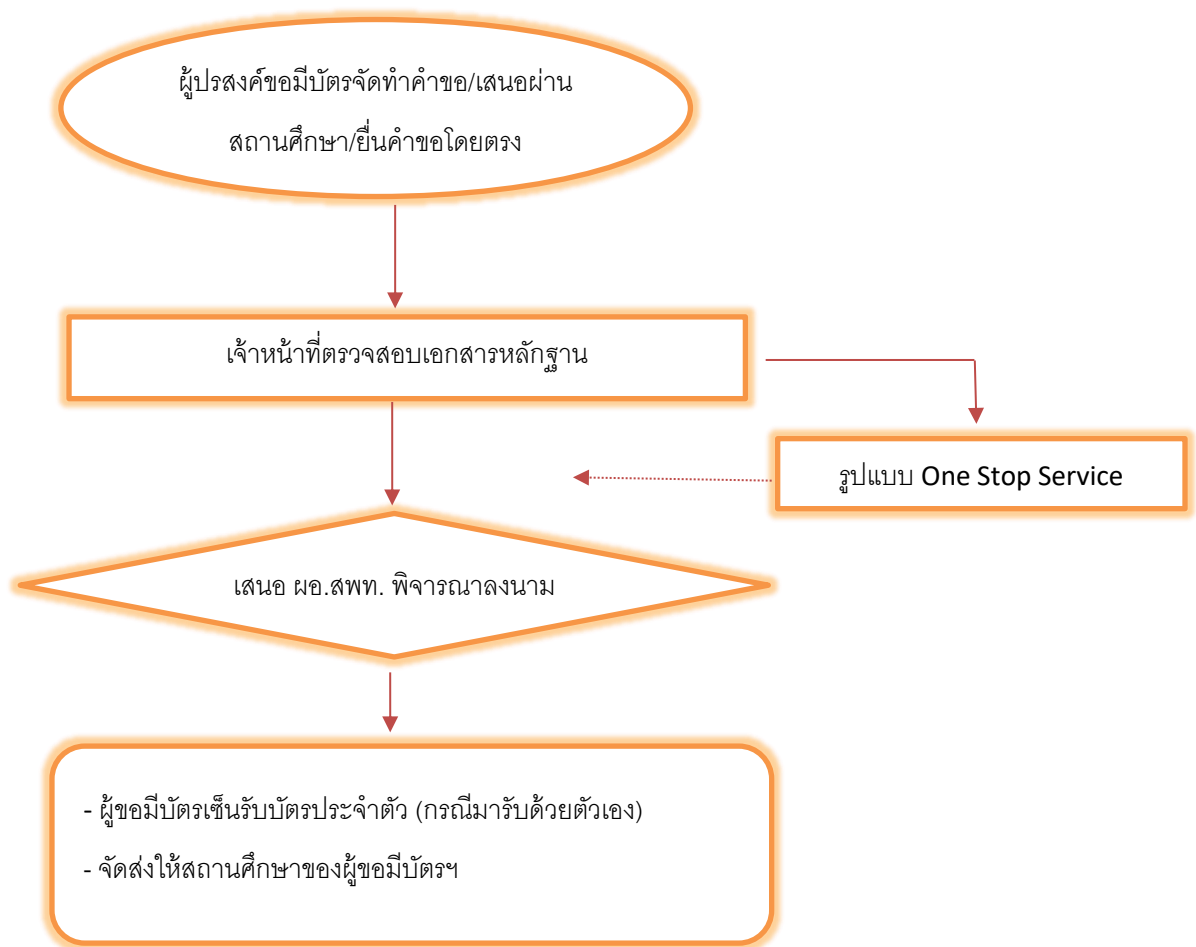 ผู้ประสงค์ขอมีบัตรจัดทำคำขอ/เสนอผ่าน
สถานศึกษา/ยื่นคำขอโดยตรง
เจ้าหน้าที่ตรวจสอบเอกสารหลักฐาน
รูปแบบ One Stop Service
เสนอ ผอ.สพท. พิจารณาลงนาม
- ผู้ขอมีบัตรเซ็นรับบัตรประจำตัว (กรณีมารับด้วยตัวเอง)
- จัดส่งให้สถานศึกษาของผู้ขอมีบัตรฯ